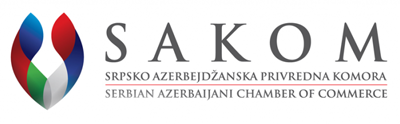 SAKOM
SRPSKO AZERBEJDŽANSKA PRIVREDNA KOMORA
SERBIAN AZERBAIJANI CHAMBER OF COMMERCE